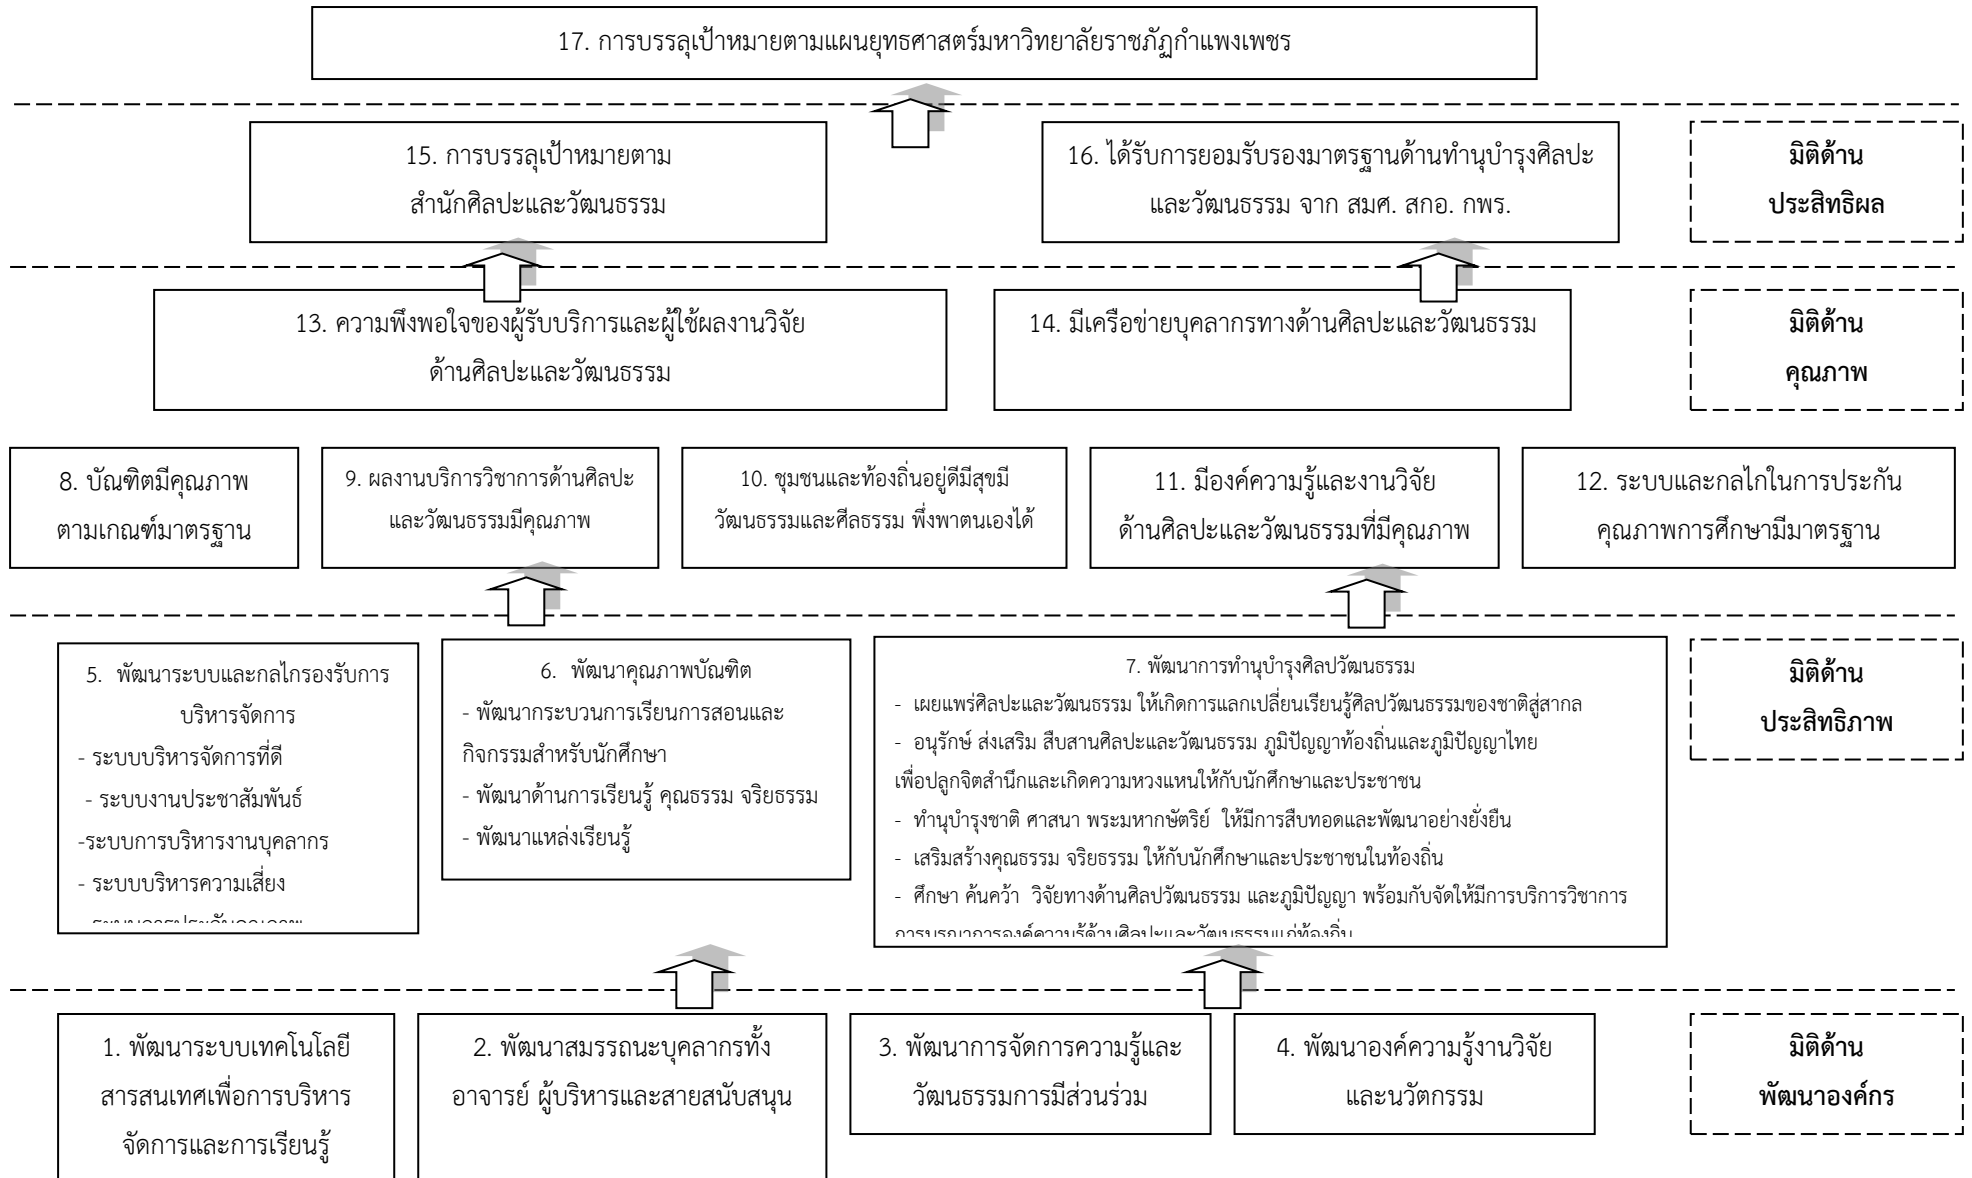 17. การบรรลุเป้าหมายตามแผนยุทธศาสตร์มหาวิทยาลัยราชภัฏกำแพงเพชร
15. การบรรลุเป้าหมายตาม
สำนักศิลปะและวัฒนธรรม
16. ได้รับการยอมรับรองมาตรฐานด้านทำนุบำรุงศิลปะ
และวัฒนธรรม จาก สมศ. สกอ. กพร.
มิติด้าน
ประสิทธิผล
13. ความพึงพอใจของผู้รับบริการและผู้ใช้ผลงานวิจัย
ด้านศิลปะและวัฒนธรรม
14. มีเครือข่ายบุคลากรทางด้านศิลปะและวัฒนธรรม
มิติด้าน
คุณภาพ
8. บัณฑิตมีคุณภาพ
ตามเกณฑ์มาตรฐาน
9. ผลงานบริการวิชาการด้านศิลปะ
และวัฒนธรรมมีคุณภาพ
10. ชุมชนและท้องถิ่นอยู่ดีมีสุขมี
วัฒนธรรมและศีลธรรม พึ่งพาตนเองได้
11. มีองค์ความรู้และงานวิจัย
ด้านศิลปะและวัฒนธรรมที่มีคุณภาพ
12. ระบบและกลไกในการประกัน
คุณภาพการศึกษามีมาตรฐาน
5. พัฒนาระบบและกลไกรองรับการ
บริหารจัดการ
- ระบบบริหารจัดการที่ดี
- ระบบงานประชาสัมพันธ์
-ระบบการบริหารงานบุคลากร
- ระบบบริหารความเสี่ยง
- ระบบการประกันคุณภาพ
6. พัฒนาคุณภาพบัณฑิต
- พัฒนากระบวนการเรียนการสอนและ
กิจกรรมสำหรับนักศึกษา
- พัฒนาด้านการเรียนรู้ คุณธรรม จริยธรรม
- พัฒนาแหล่งเรียนรู้
7. พัฒนาการทำนุบำรุงศิลปวัฒนธรรม
- เผยแพร่ศิลปะและวัฒนธรรม ให้เกิดการแลกเปลี่ยนเรียนรู้ศิลปวัฒนธรรมของชาติสู่สากล
- อนุรักษ์ ส่งเสริม สืบสานศิลปะและวัฒนธรรม ภูมิปัญญาท้องถิ่นและภูมิปัญญาไทย
เพื่อปลูกจิตสำนึกและเกิดความหวงแหนให้กับนักศึกษาและประชาชน
- ทำนุบำรุงชาติ ศาสนา พระมหากษัตริย์ ให้มีการสืบทอดและพัฒนาอย่างยั่งยืน
- เสริมสร้างคุณธรรม จริยธรรม ให้กับนักศึกษาและประชาชนในท้องถิ่น
- ศึกษา ค้นคว้า วิจัยทางด้านศิลปวัฒนธรรม และภูมิปัญญา พร้อมกับจัดให้มีการบริการวิชาการ
การบูรณาการองค์ความรู้ด้านศิลปะและวัฒนธรรมแก่ท้องถิ่น
มิติด้าน
ประสิทธิภาพ
1. พัฒนาระบบเทคโนโลยี
สารสนเทศเพื่อการบริหาร
จัดการและการเรียนรู้
2. พัฒนาสมรรถนะบุคลากรทั้ง
อาจารย์ ผู้บริหารและสายสนับสนุน
3. พัฒนาการจัดการความรู้และ
วัฒนธรรมการมีส่วนร่วม
4. พัฒนาองค์ความรู้งานวิจัย
และนวัตกรรม
มิติด้าน
พัฒนาองค์กร